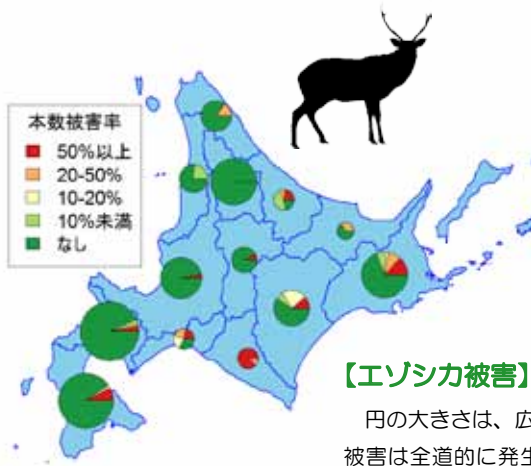 本数被害率
50%以上
20-50%
10-20%
10%未満
なし
【エゾシカ被害】
円の大きさは、広
被害は全道的に発生